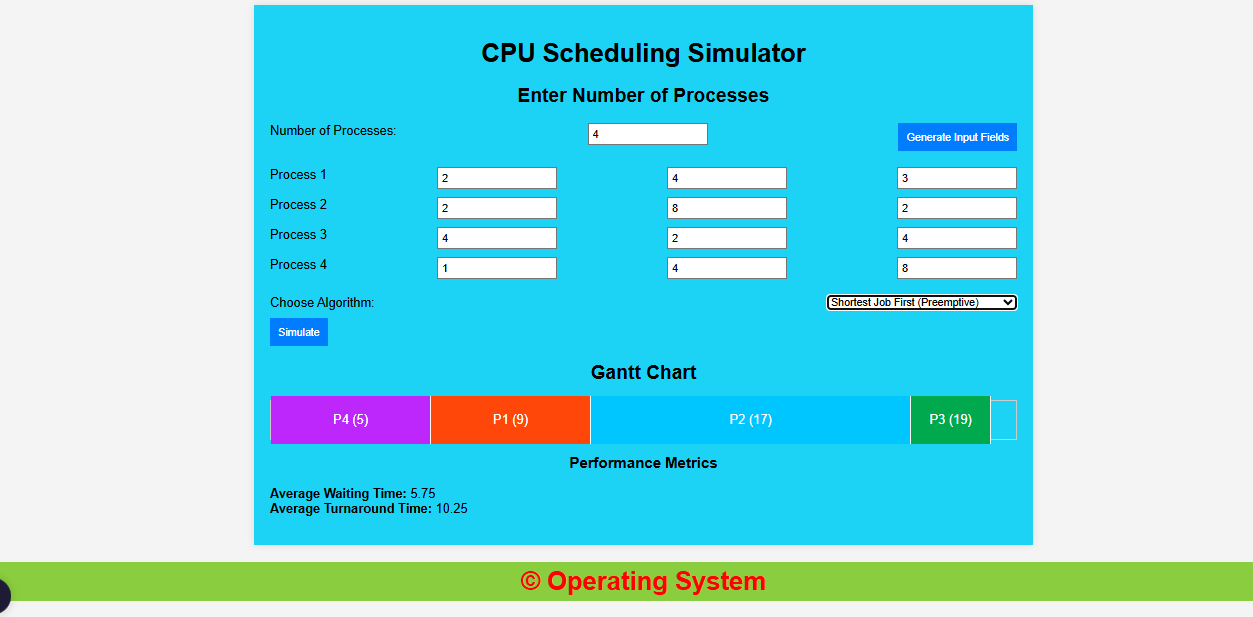 CPU Scheduling Simulator
Enter Number of Processes
Number of Processes: 4 Generate Input Fields
Process 1 2 4 3
Process 2 2 8 2
Process 3 4 2 4
Process 4 1 4 8
Choose Algorithm: Shortest Job First (Preemptive)
Simulate
Gantt Chart
P4 (5) P1 (9) P2 (17) P3 (19)
Performance Metrics
Average Waiting Time: 5.75
Average Turnaround Time: 10.25
© Operating System